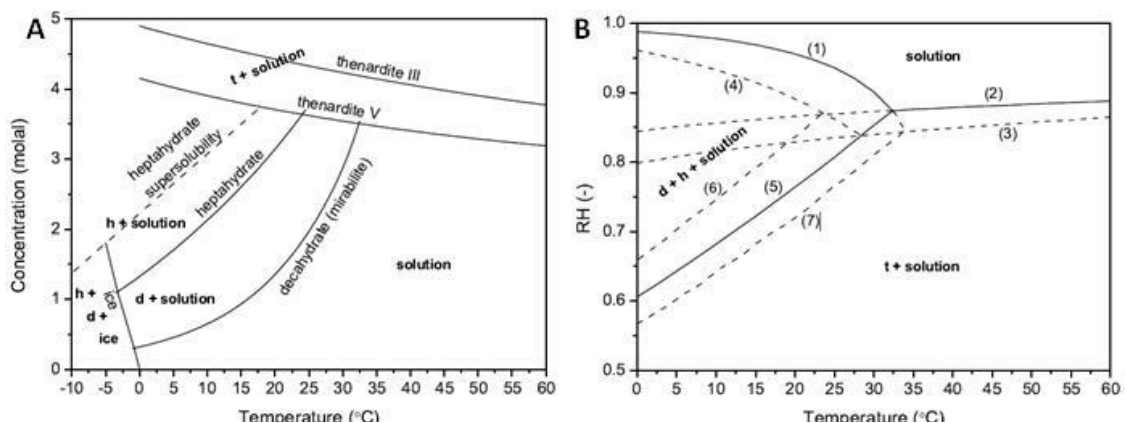 A
5
4
3
2
1
0
Concentration (molal)
-10
-5
0
5
10
15
20
25
30
35
40
45
50
55
60
Temperature (°C)
t + solution
thenardite III
thenardite V
heptahydrate
supersolubility
heptahydrate
decahydrate (mirabilite)
h + solution
d + solution
solution
h +
ice
d +
ice
B
1.0
0.9
0.8
0.7
0.6
0.5
RH (-)
0
5
10
15
20
25
30
35
40
45
50
55
60
Temperature (°C)
(1)
solution
(4)
(2)
(3)
d + h + solution
(6)
(5)
(7)
t + solution